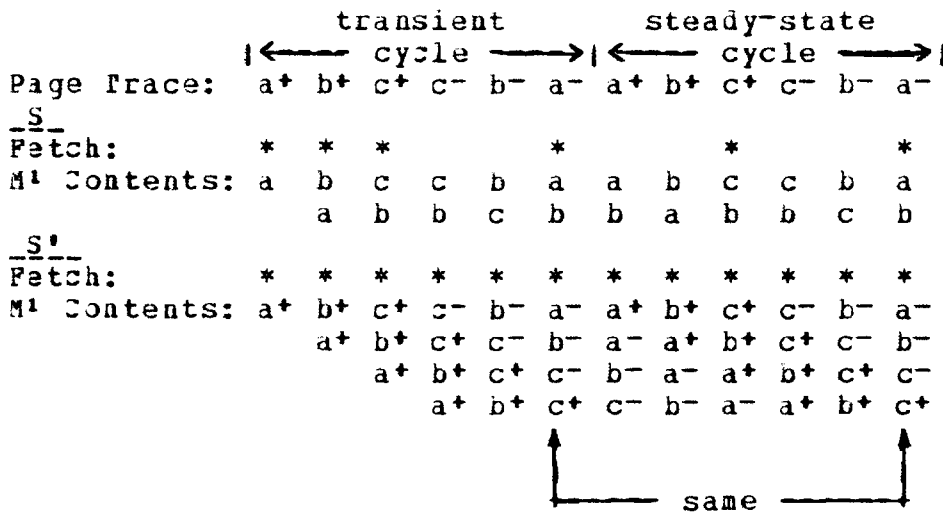 transient steady-state
cycle cycle
Page Trace: a+ b+ c+ c- b- a- a+ b+ c+ c- b- a-
S
Fetch: * * * * * *
M1 Contents: a b c c b a a b c c b a
a b b c b b a b b c b
S'
Fetch: * * * * * * * * * * * *
M1 Contents: a+ b+ c+ c- b- a- a+ b+ c+ c- b- a-
a+ b+ c+ c- b- a- a+ b+ c+ c- b-
a+ b+ c+ c- b- a- a+ b+ c+ c-
a+ b+ c+ c- b- a- a+ b+ c+
same